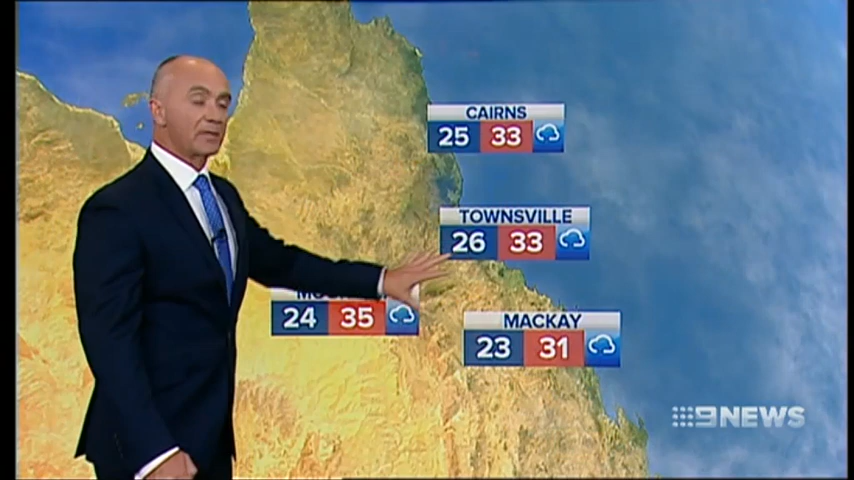 CAIRNS
25 33
TOWNSVILLE
26 33
24 35
MACKAY
23 31
9NEWS